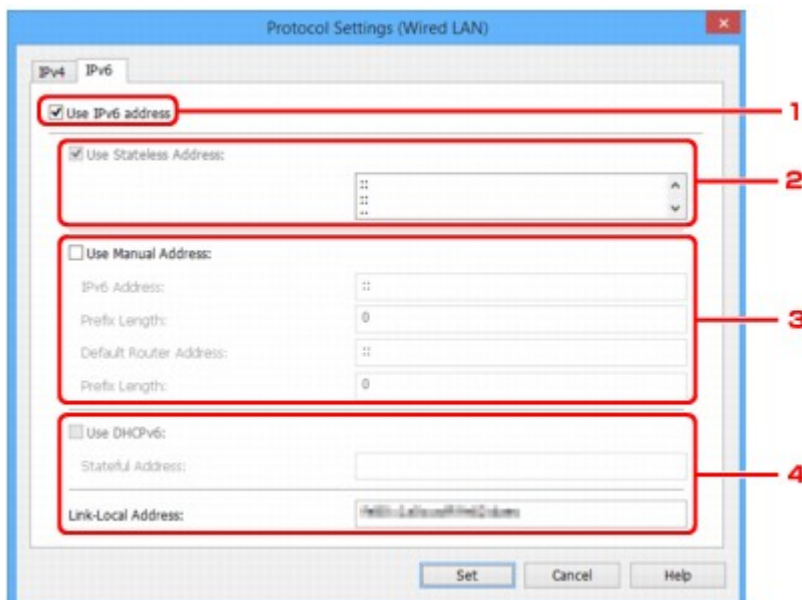 Protocol Settings (Wired LAN)
IPv4 IPv6
Use IPv6 address 1
Use Stateless Address: 2
::
::
::
Use Manual Address:
IPv6 Address: ::
Prefix Length: 0 3
Default Router Address: ::
Prefix Length: 0
Use DHCPv6:
Stateful Address: 4
Link-Local Address:
Set Cancel Help